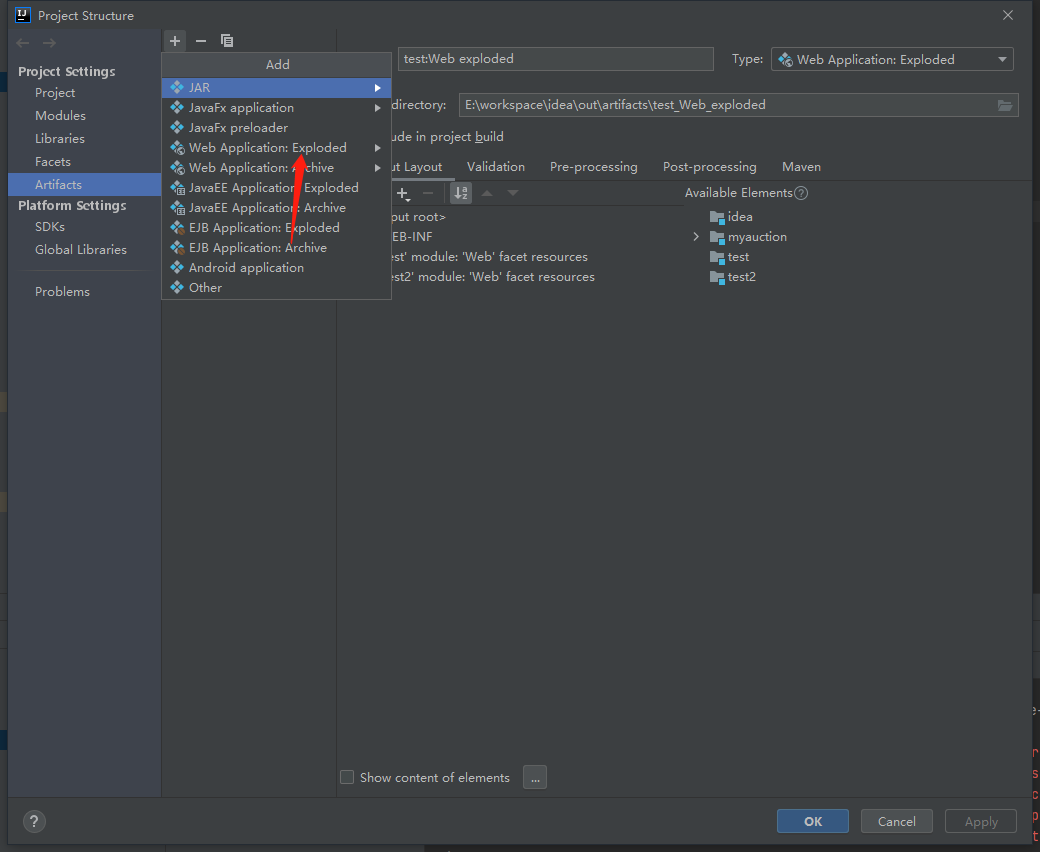 Project Structure
Project Settings
Project
Modules
Libraries
Facets
Artifacts
Platform Settings
SDKs
Global Libraries
Problems
Add
JAR
JavaFx application
JavaFx preloader
Web Application: Exploded
Web Application: Archive
JavaEE Application: Exploded
JavaEE Application: Archive
EJB Application: Exploded
EJB Application: Archive
Android application
Other
test:Web exploded
Type: Web Application: Exploded
directory: E:\workspace\idea\out\artifacts\test_Web_exploded
ude in project build
ut Layout Validation Pre-processing Post-processing Maven
Available Elements ?
put root>
EB-INF
est' module: 'Web' facet resources
est2' module: 'Web' facet resources
idea
myauction
test
test2
Show content of elements ...
? OK Cancel Apply